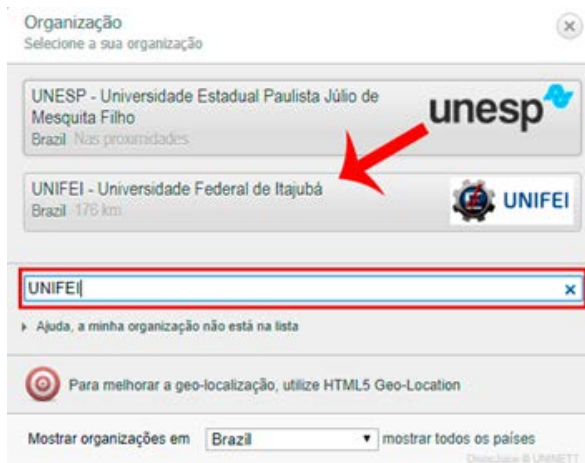 Organização
Selecione a sua organização
UNESP - Universidade Estadual Paulista Júlio de
Mesquita Filho
Brazil Nas proximidades
unesp
UNIFEI - Universidade Federal de Itajubá
Brazil 176 km
UNIFEI
UNIFEI
Ajuda, a minha organização não está na lista
Para melhorar a geo-localização, utilize HTML5 Geo-Location
Mostrar organizações em Brazil mostrar todos os países
DiscoJuice © UNINETT